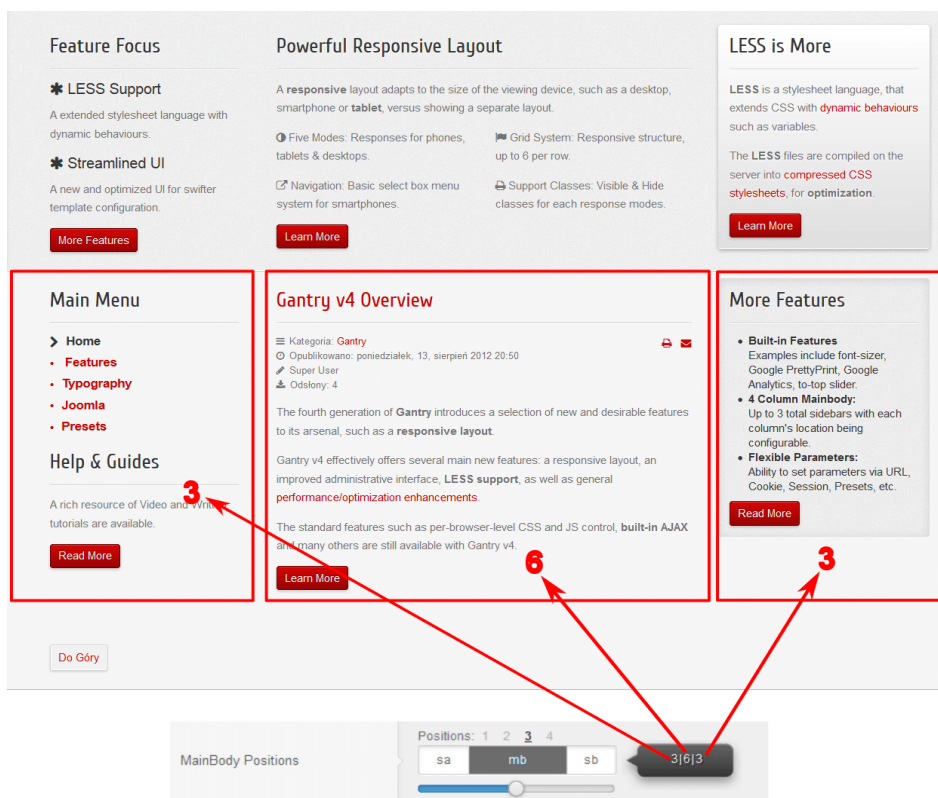 Feature Focus
LESS Support
A extended stylesheet language with
dynamic behaviours.
Streamlined UI
A new and optimized UI for swifter
template configuration.
More Features
Powerful Responsive Layout
A responsive layout adapts to the size of the viewing device, such as a desktop,
smartphone or tablet, versus showing a separate layout.
Five Modes: Responses for phones,
tablets & desktops.
Navigation: Basic select box menu
system for smartphones.
Grid System: Responsive structure,
up to 6 per row.
Support Classes: Visible & Hide
classes for each response modes.
Learn More
LESS is More
LESS is a stylesheet language, that
extends CSS with dynamic behaviours
such as variables.
The LESS files are compiled on the
server into compressed CSS
stylesheets, for optimization.
Learn More
Main Menu
Home
• Features
• Typography
• Joomla
• Presets
Help & Guides
A rich resource of Video and
tutorials are available.
Read More
3
Gantry v4 Overview
Kategoria: Gantry
Opublikowano: poniedziałek, 13, sierpień 2012 20:50
Super User
Odsłony: 4
The fourth generation of Gantry introduces a selection of new and desirable features
to its arsenal, such as a responsive layout.
Gantry v4 effectively offers several main new features: a responsive layout, an
improved administrative interface, LESS support, as well as general
performance/optimization enhancements.
The standard features such as per-browser-level CSS and JS control, built-in AJAX
and many others are still available with Gantry v4.
Learn More
6
More Features
• Built-in Features
Examples include font-sizer,
Google PrettyPrint, Google
Analytics, to-top slider.
• 4 Column Mainbody:
Up to 3 total sidebars with each
column's location being
configurable.
• Flexible Parameters:
Ability to set parameters via URL,
Cookie, Session, Presets, etc.
Read More
3
Do Góry
MainBody Positions
Positions: 1 2 3 4
sa mb sb
3|6|3